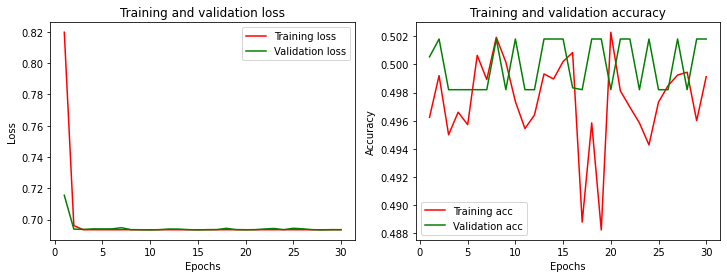 Training and validation loss
Training loss
Validation loss
Loss
0.82
0.80
0.78
0.76
0.74
0.72
0.70
0
5
10
15
20
25
30
Epochs
Training and validation accuracy
Training acc
Validation acc
Accuracy
0.502
0.500
0.498
0.496
0.494
0.492
0.490
0.488
0
5
10
15
20
25
30
Epochs